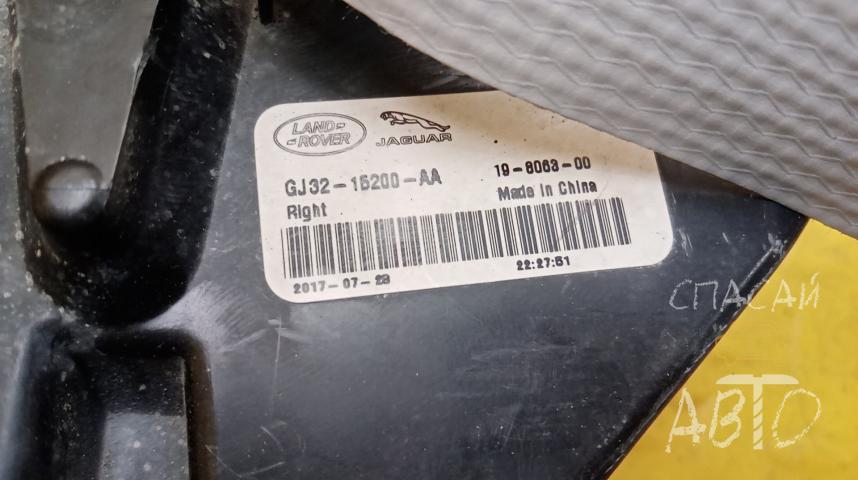 LAND-
-ROVER
JAGUAR
GJ32-15200-AA
19-6063-00
Right
Made in China
2017-07-23
22:27:51
СПАСАЙ
АВТО